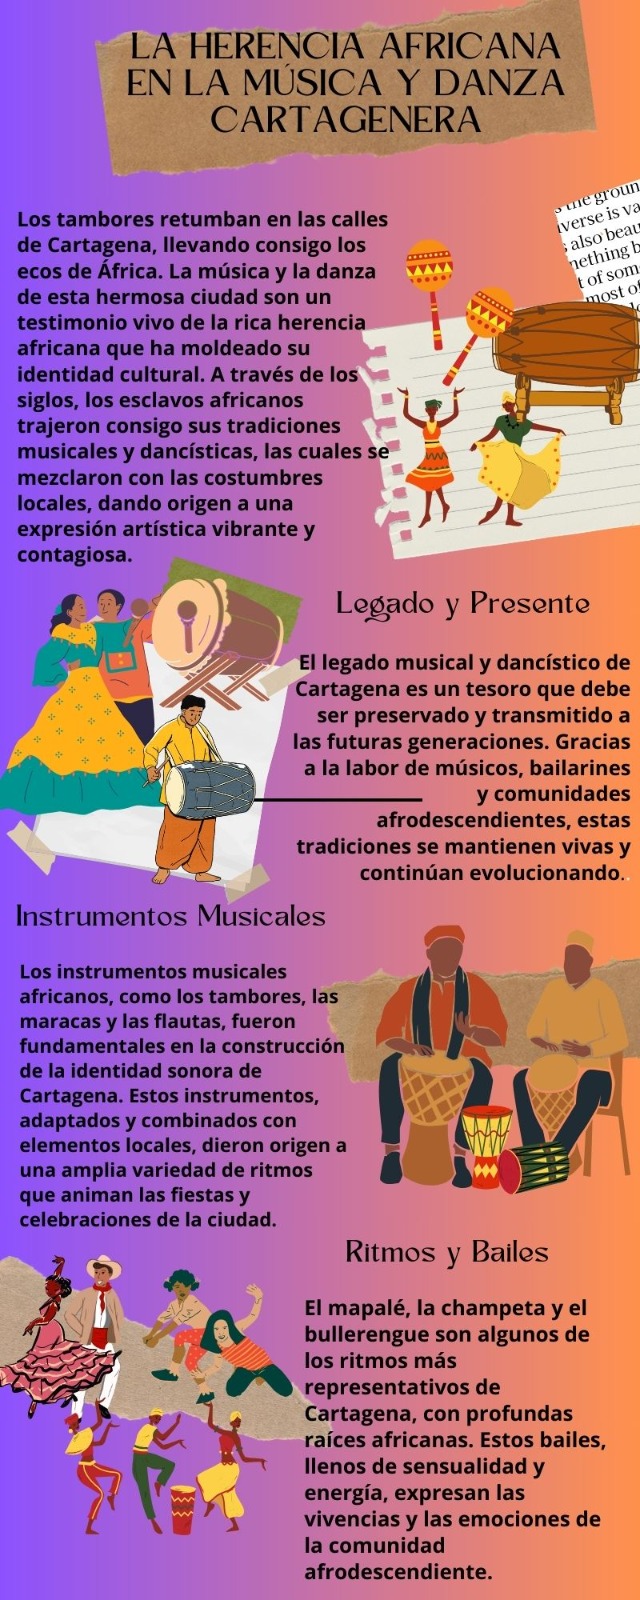 LA HERENCIA AFRICANA
EN LA MÚSICA Y DANZA
CARTAGENERA
Los tambores retumban en las calles
de Cartagena, llevando consigo los
ecos de África. La música y la danza
de esta hermosa ciudad son un
testimonio vivo de la rica herencia
africana que ha moldeado su
identidad cultural. A través de los
siglos, los esclavos africanos
trajeron consigo sus tradiciones
musicales y dancísticas, las cuales se
mezclaron con las costumbres
locales, dando origen a una
expresión artística vibrante y
contagiosa.
the groun
verse is va
also beau
nething b
t of som
most of
Legado y Presente
El legado musical y dancístico de
Cartagena es un tesoro que debe
ser preservado y transmitido a
las futuras generaciones. Gracias
a la labor de músicos, bailarines
y comunidades
afrodescendientes, estas
tradiciones se mantienen vivas y
continúan evolucionando..
Instrumentos Musicales
Los instrumentos musicales
africanos, como los tambores, las
maracas y las flautas, fueron
fundamentales en la construcción
de la identidad sonora de
Cartagena. Estos instrumentos,
adaptados y combinados con
elementos locales, dieron origen a
una amplia variedad de ritmos
que animan las fiestas y
celebraciones de la ciudad.
Ritmos y Bailes
El mapalé, la champeta y el
bullerengue son algunos de
los ritmos más
representativos de
Cartagena, con profundas
raíces africanas. Estos bailes,
llenos de sensualidad y
energía, expresan las
vivencias y las emociones de
la comunidad
afrodescendiente.